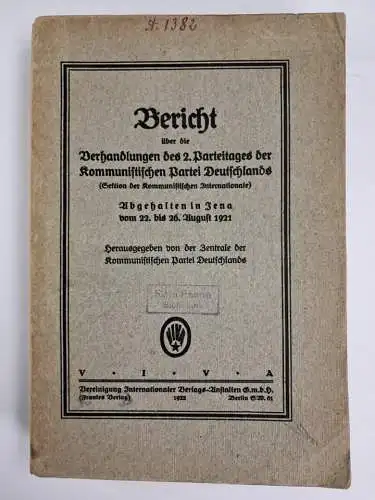 A. 1382
Bericht
über die
Verhandlungen des 2. Parteitages der
Kommunistischen Partei Deutschlands
(Sektion der Kommunistischen Internationale)
Abgehalten in Jena
vom 22. bis 26. August 1921
Herausgegeben von der Zentrale der
Kommunistischen Partei Deutschlands
V · I · V · A
Vereinigung Internationaler Verlags-Anstalten G.m.b.H.
(Frankes Verlag) 1922 Berlin SW. 61